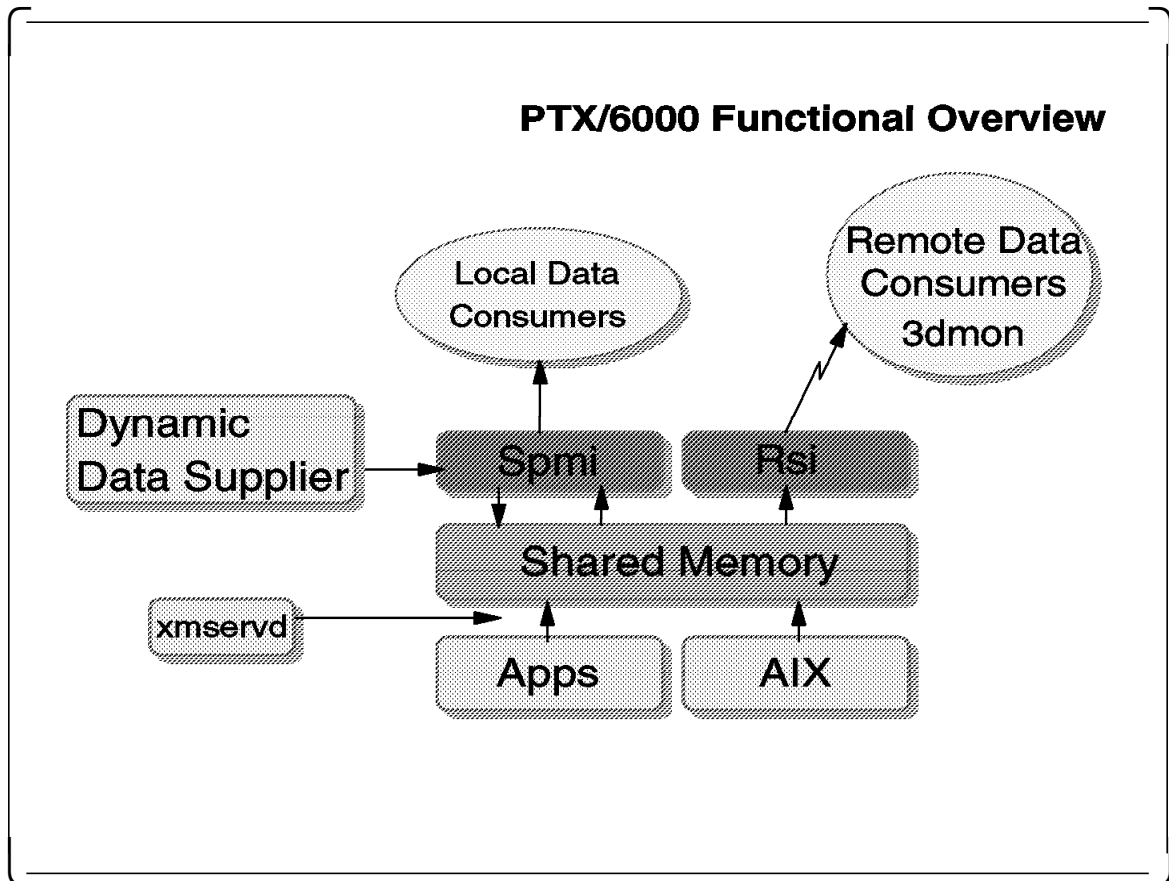 PTX/6000 Functional Overview
Local Data
Consumers
Remote Data
Consumers
3dmon
Dynamic
Data Supplier
Spmi
Rsi
Shared Memory
xmservd
Apps
AIX